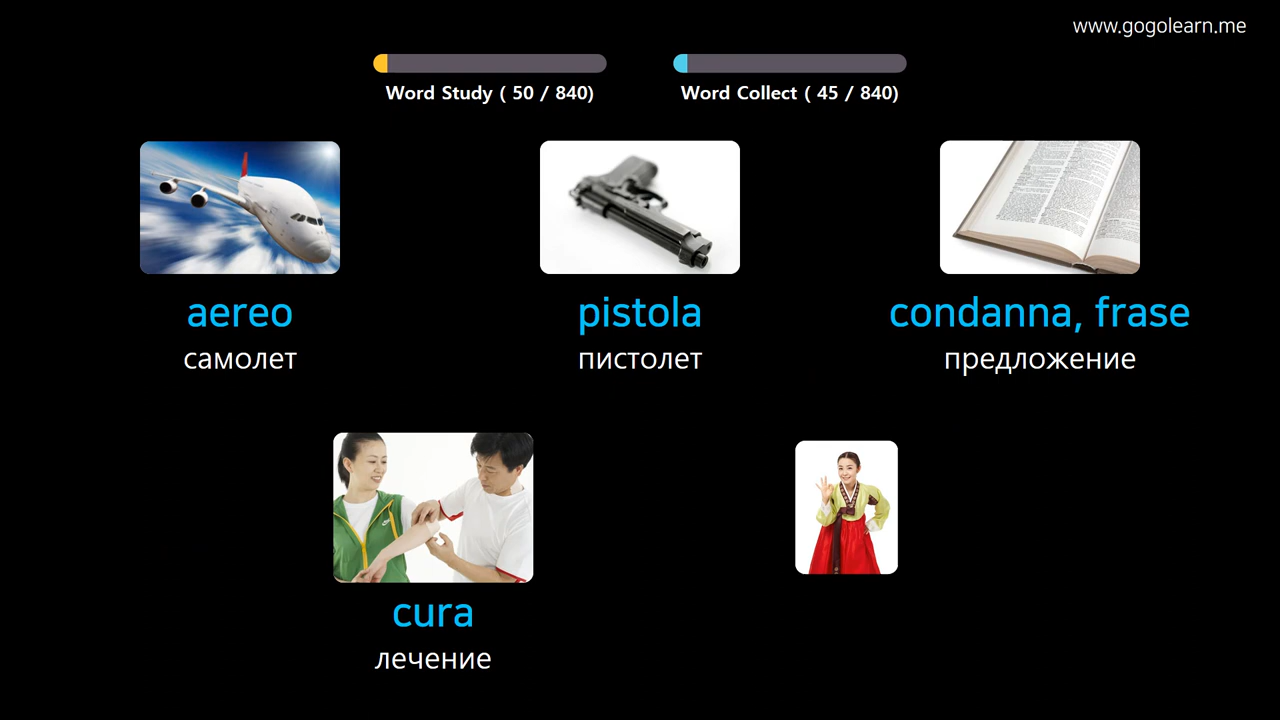 www.gogolearn.me
Word Study ( 50 / 840)
Word Collect ( 45 / 840)
aereo
самолет
pistola
пистолет
condanna, frase
предложение
cura
лечение